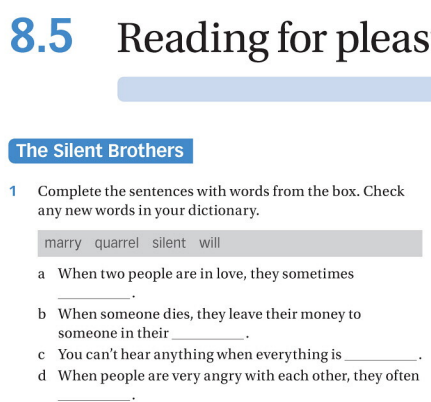 8.5 Reading for pleas
The Silent Brothers
1 Complete the sentences with words from the box. Check
any new words in your dictionary.
marry quarrel silent will
a When two people are in love, they sometimes
__________.
b When someone dies, they leave their money to
someone in their __________.
c You can't hear anything when everything is __________.
d When people are very angry with each other, they often
__________.